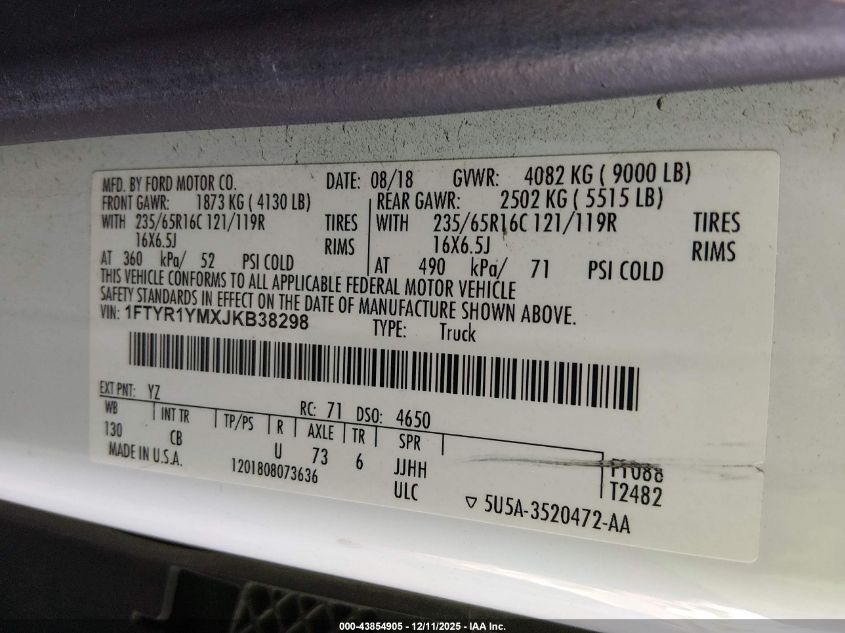 MFD. BY FORD MOTOR CO. DATE: 08/18 GVWR: 4082 KG ( 9000 LB)
FRONT GAWR: 1873 KG ( 4130 LB) REAR GAWR: 2502 KG ( 5515 LB)
WITH 235/65R16C 121/119R TIRES WITH 235/65R16C 121/119R TIRES
16X6.5J RIMS 16X6.5J RIMS
AT 360 kPa/ 52 PSI COLD AT 490 kPa/ 71 PSI COLD
THIS VEHICLE CONFORMS TO ALL APPLICABLE FEDERAL MOTOR VEHICLE
SAFETY STANDARDS IN EFFECT ON THE DATE OF MANUFACTURE SHOWN ABOVE.
VIN: 1FTYR1YMXJKB38298 TYPE: Truck
EXT PNT: YZ RC: 71 DSO: 4650
WB INT TR TP/PS R AXLE TR SPR
130 CB U 73 6 JJHH
MADE IN U.S.A. 1201808073636 ULC T2482
▽ 5U5A-3520472-AA
000-43854905 - 12/11/2025 - IAA Inc.